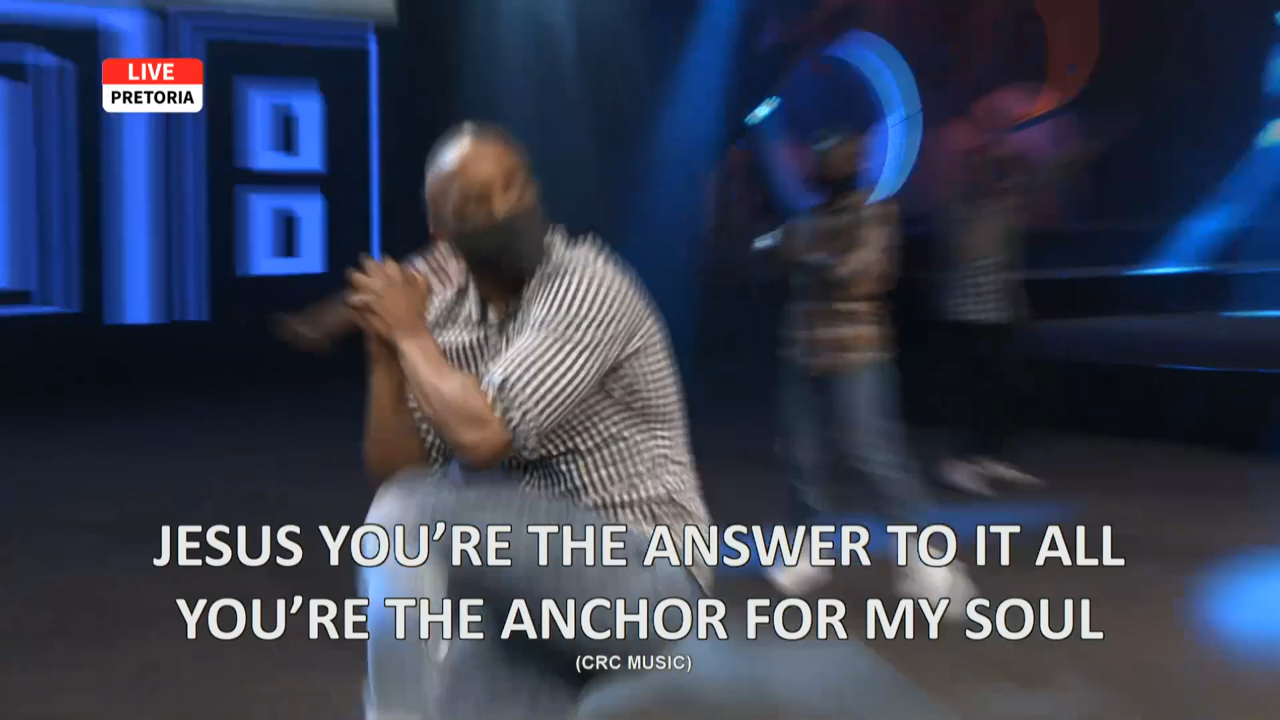 LIVE
PRETORIA
JESUS YOU'RE THE ANSWER TO IT ALL
YOU'RE THE ANCHOR FOR MY SOUL
(CRC MUSIC)